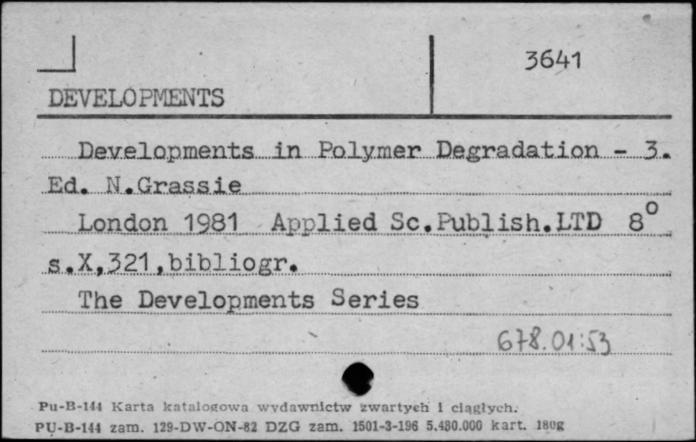 3641
DEVELOPMENTS
Developments in Polymer Degradation - 3.
Ed. N.Grassie
London 1981 Applied Sc.Publish.LTD 8°
s.X,321,bibliogr.
The Developments Series
678.01:53
Pu-B-144 Karta katalogowa wydawnictw zwartych i ciągłych.
PU-B-144 zam. 129-DW-ON-82 DZG zam. 1501-3-196 5.480.000 kart. 180g